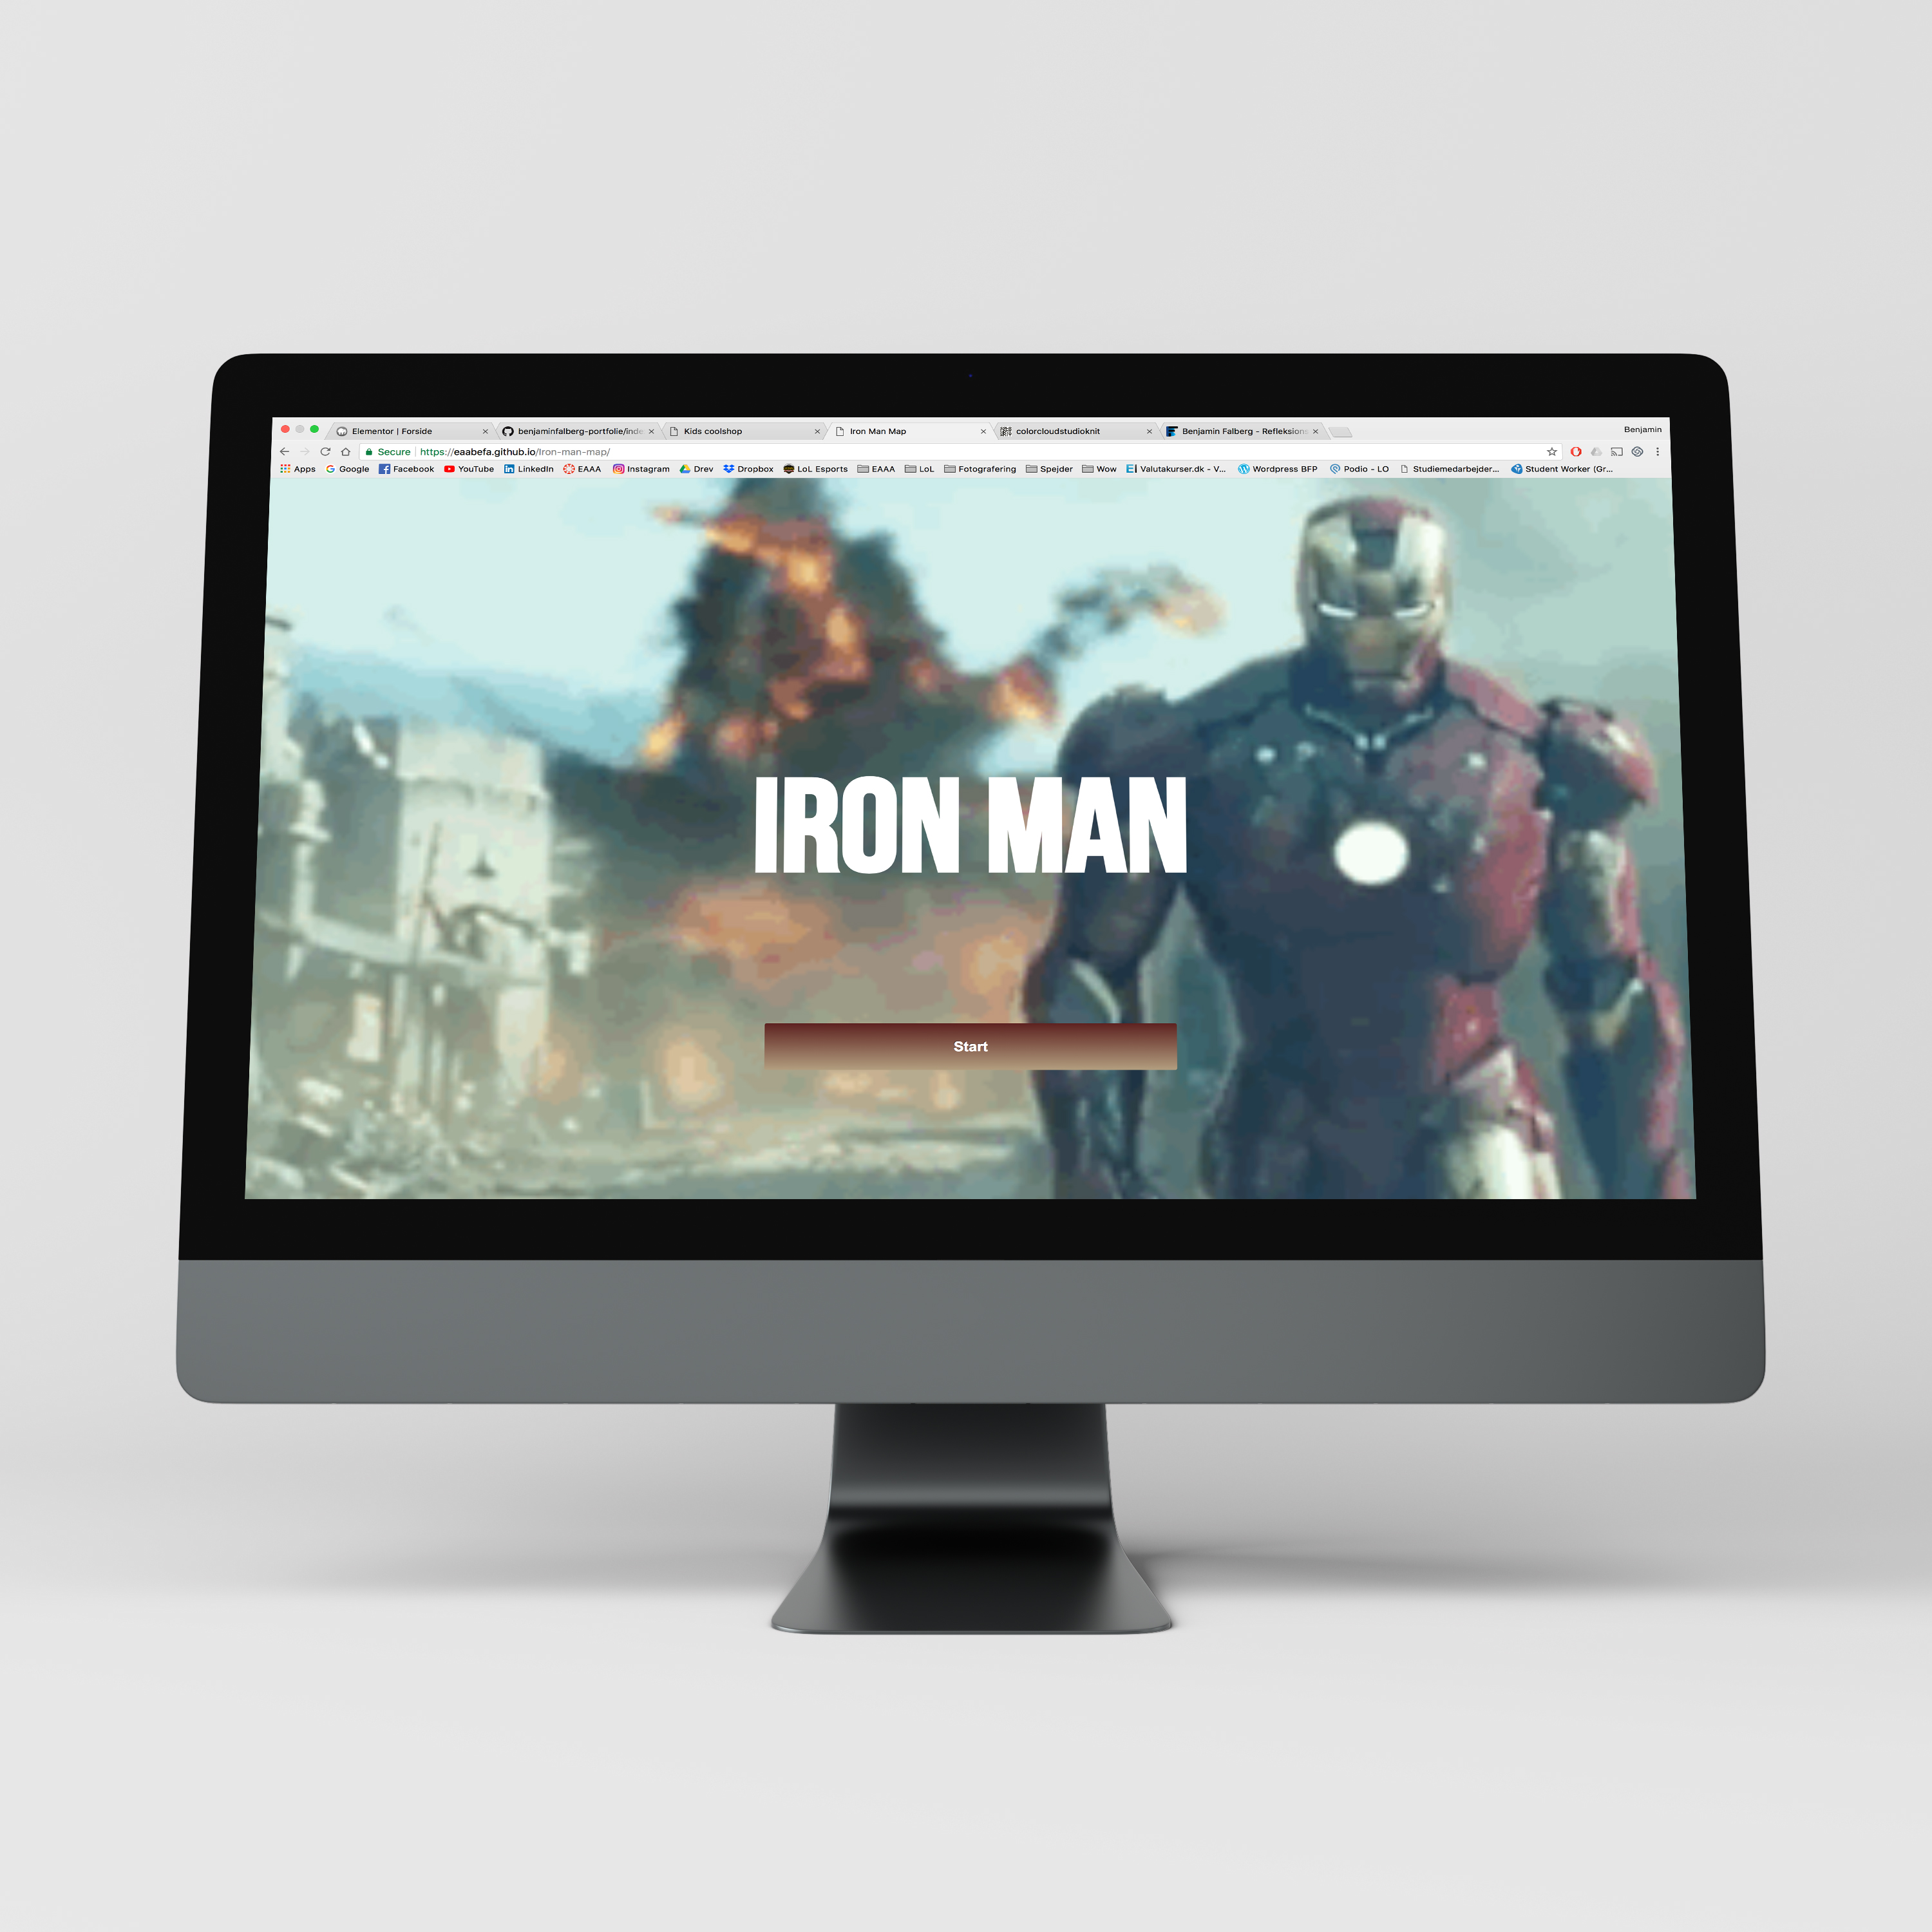 Elementor | Forside benjaminfalberg-portfolie/inde Kids coolshop Iron Man Map colorcloudstudioknit Benjamin Falberg - Refleksion Benjamin
Secure https://eaabefa.github.io/Iron-man-map/
Apps Google Facebook YouTube LinkedIn EAAA Instagram Drev Dropbox LoL Esports EAAA LoL Fotografering Spejder Wow Valutakurser.dk - V... Wordpress BFP Podio - LO Studiemedarbejder... Student Worker (Gr...
IRON MAN
Start